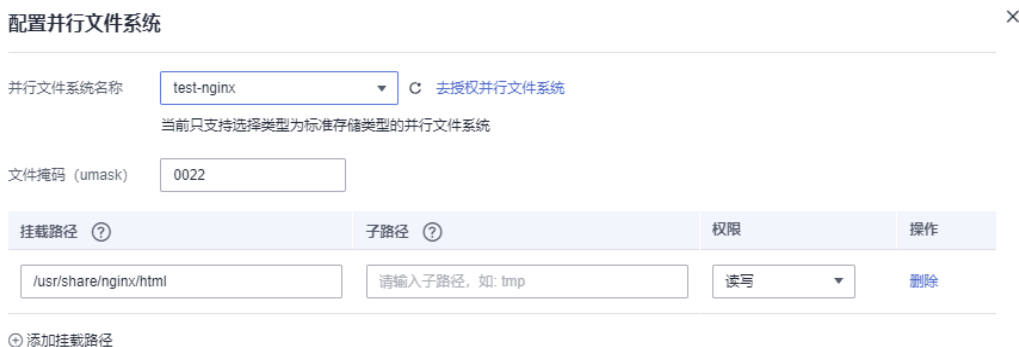 配置并行文件系统
并行文件系统名称 test-nginx 去授权并行文件系统
当前只支持选择类型为标准存储类型的并行文件系统
文件掩码（umask） 0022
挂载路径 ? 子路径 ? 权限 操作
/usr/share/nginx/html 请输入子路径，如: tmp 读写 删除
添加挂载路径